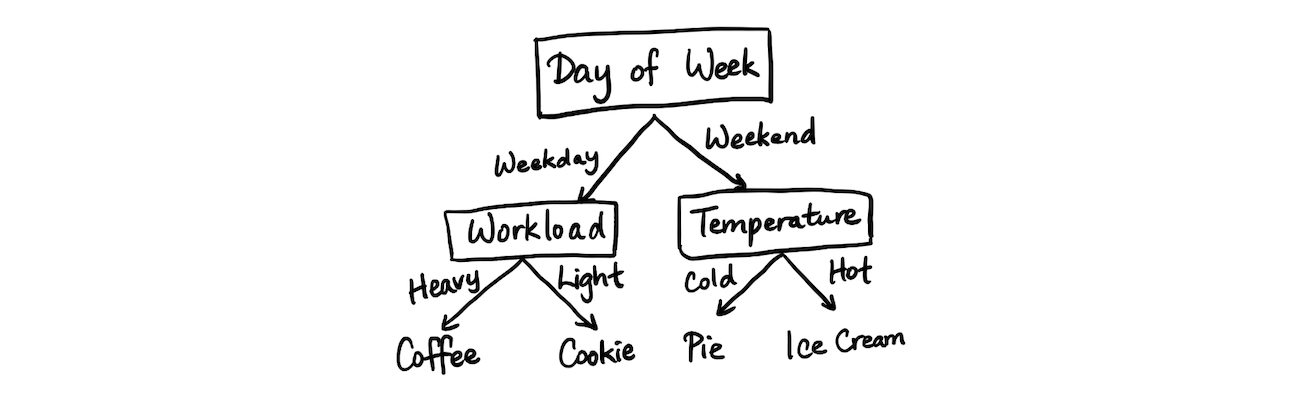 Day of Week
Weekday
Weekend
Workload
Temperature
Heavy
Light
Cold
Hot
Coffee
Cookie
Pie
Ice Cream